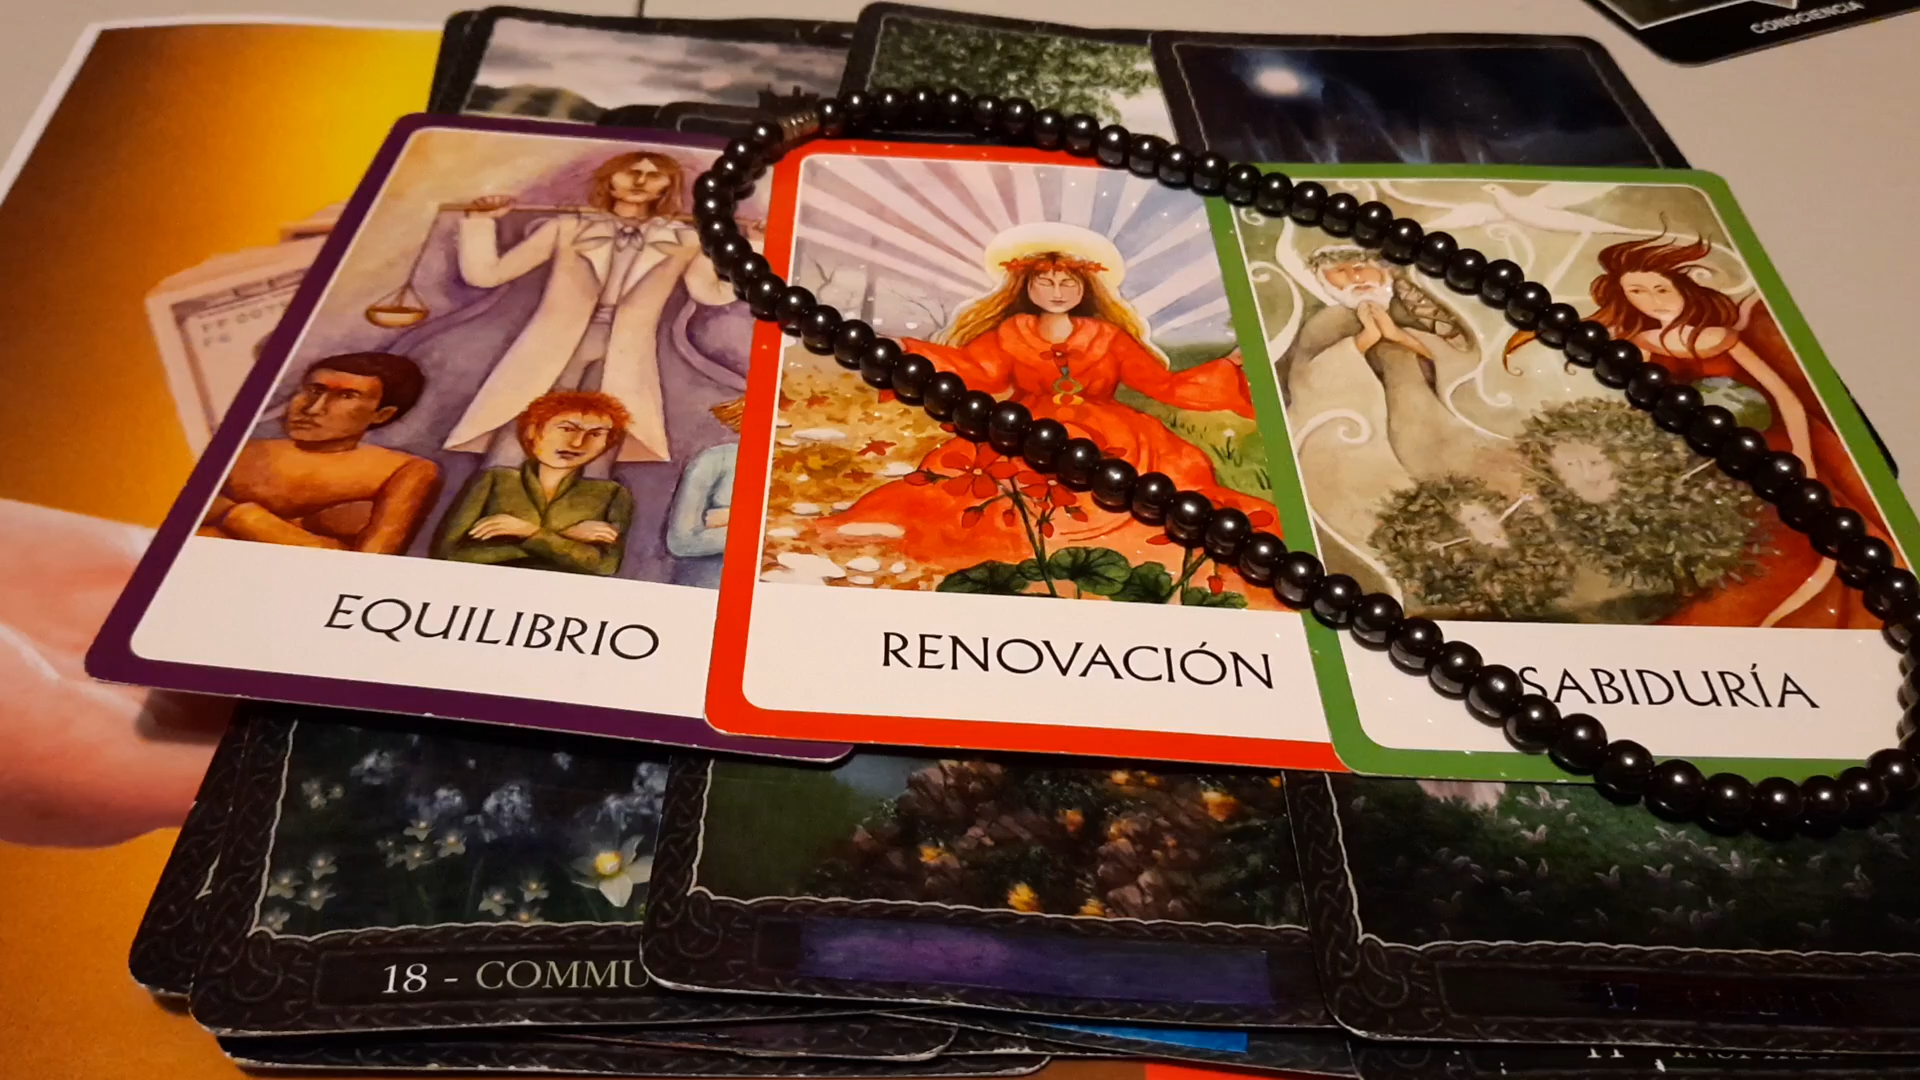 CONSCIENCIA
EQUILIBRIO
RENOVACIÓN
SABIDURÍA
18 - COMMU